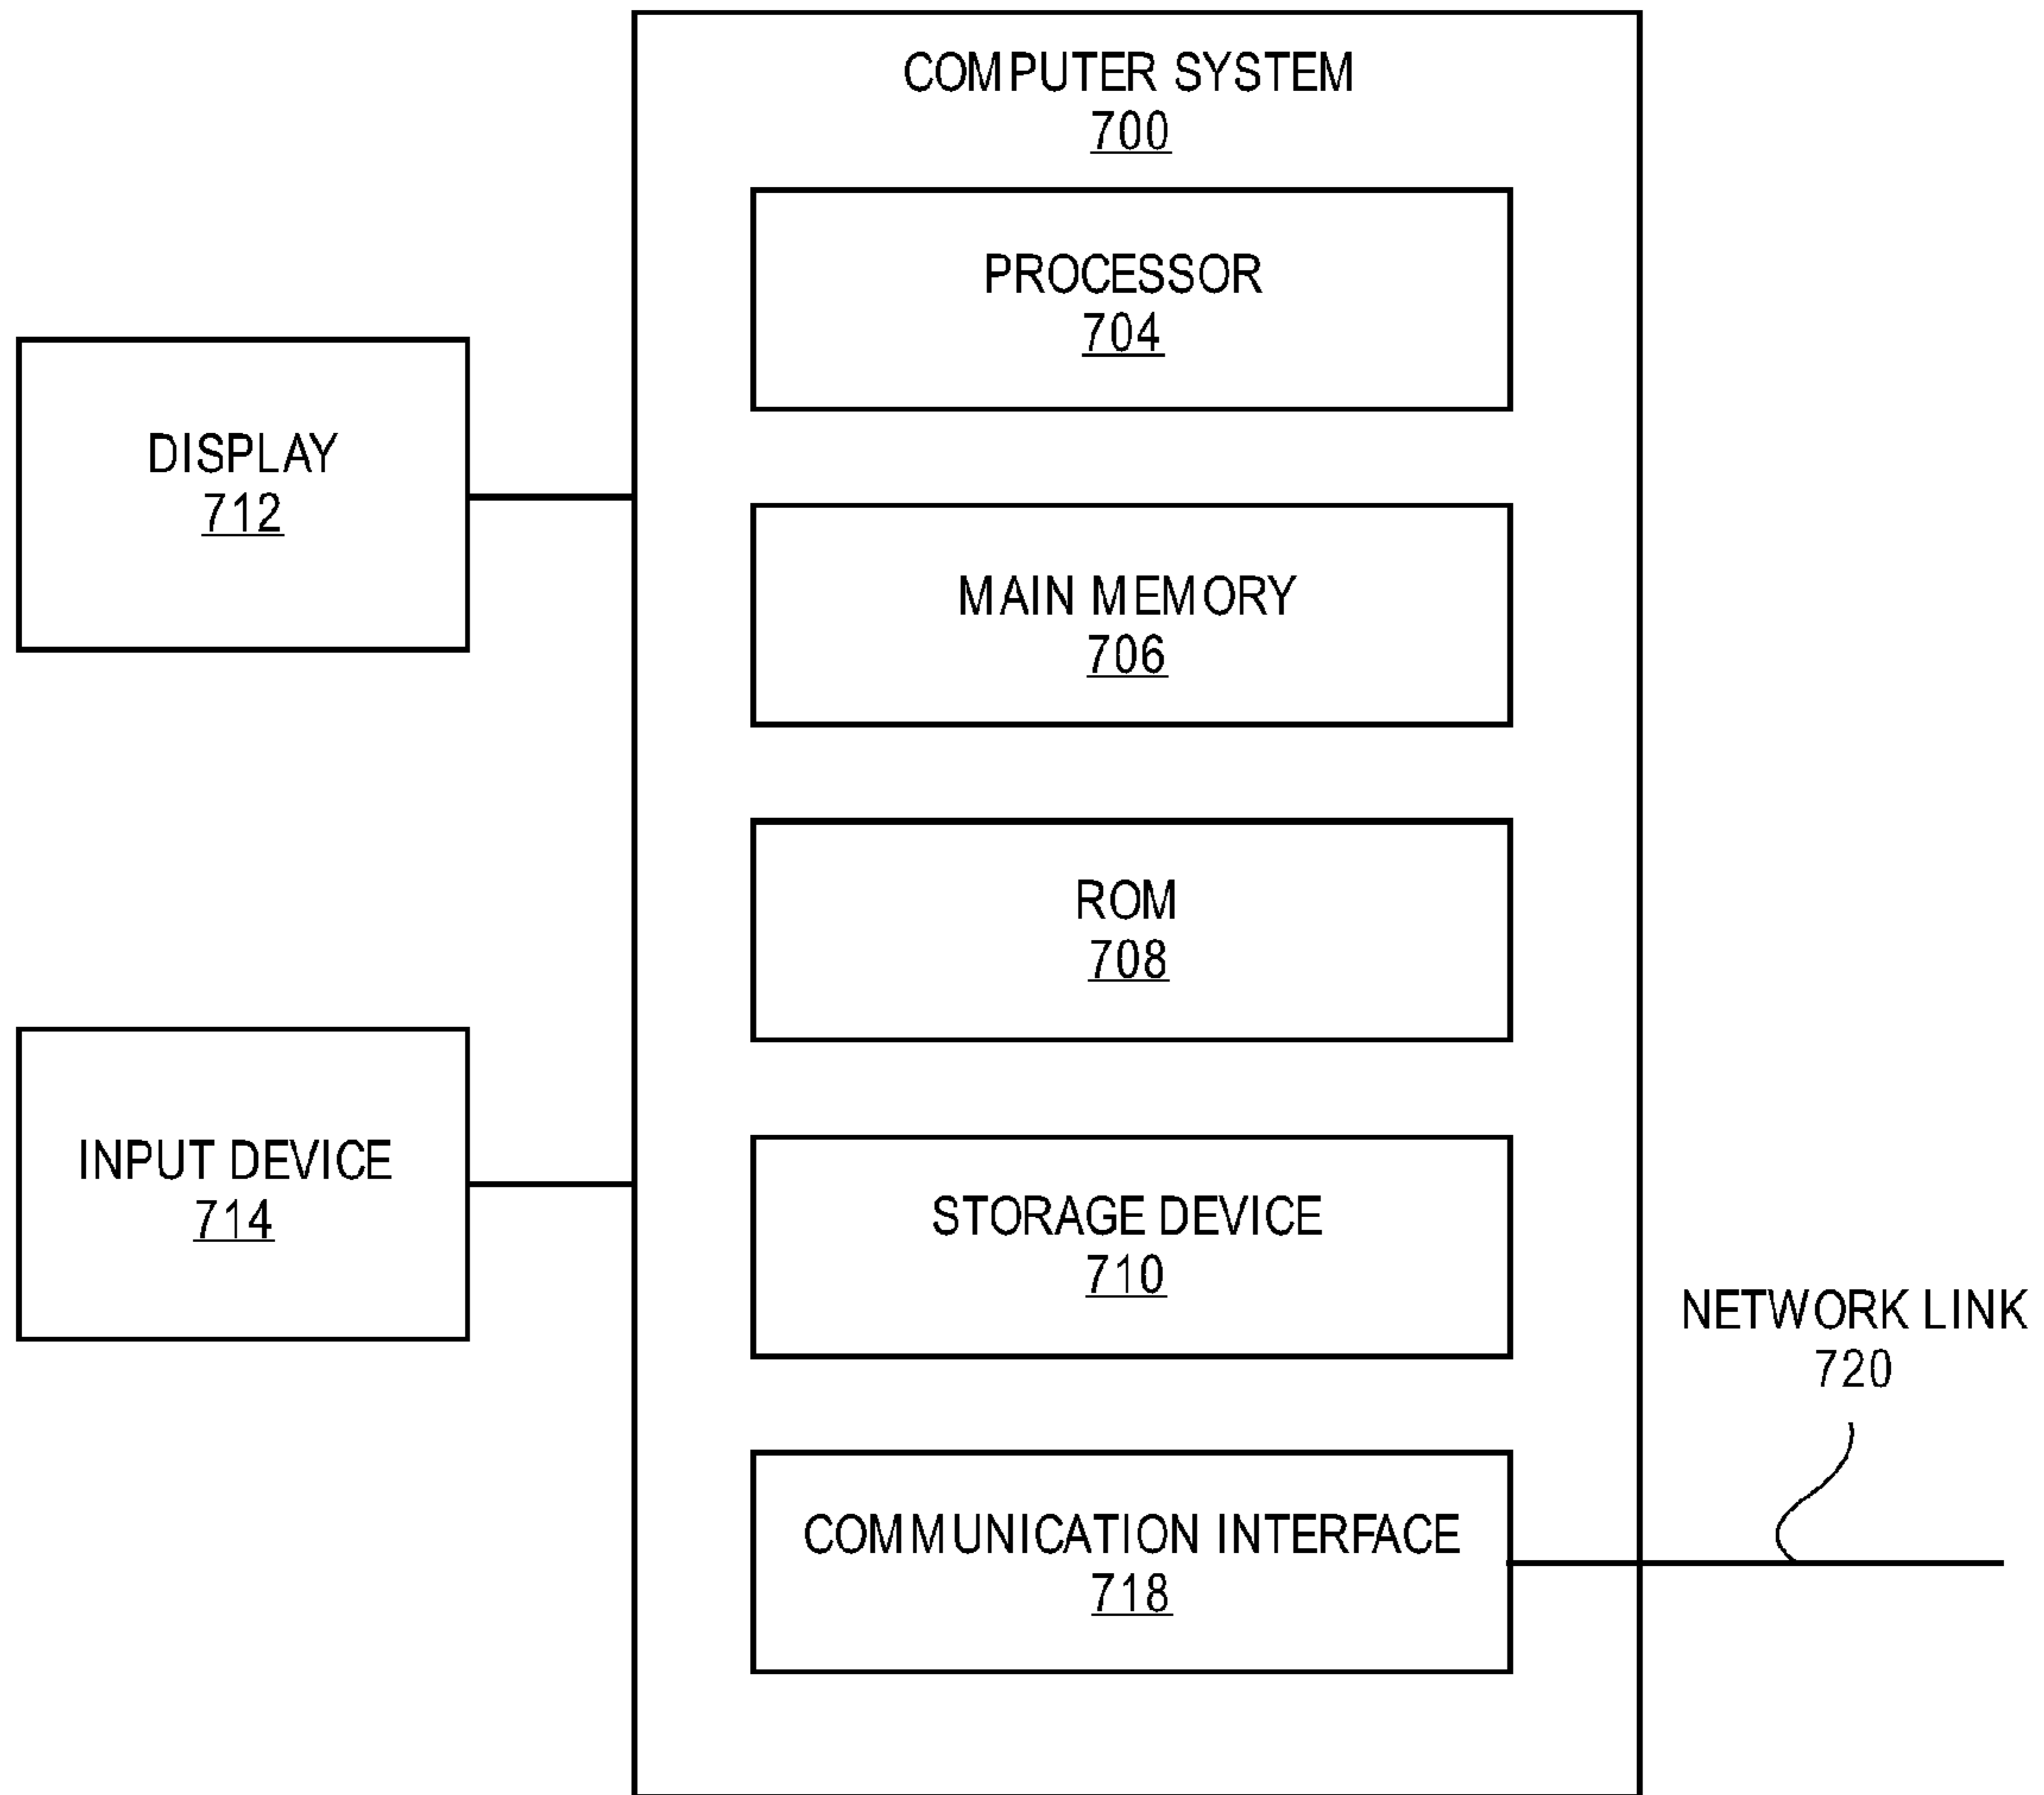 COMPUTER SYSTEM
700
PROCESSOR
704
DISPLAY
712
MAIN MEMORY
706
ROM
708
INPUT DEVICE
714
STORAGE DEVICE
710
NETWORK LINK
720
COMMUNICATION INTERFACE
718